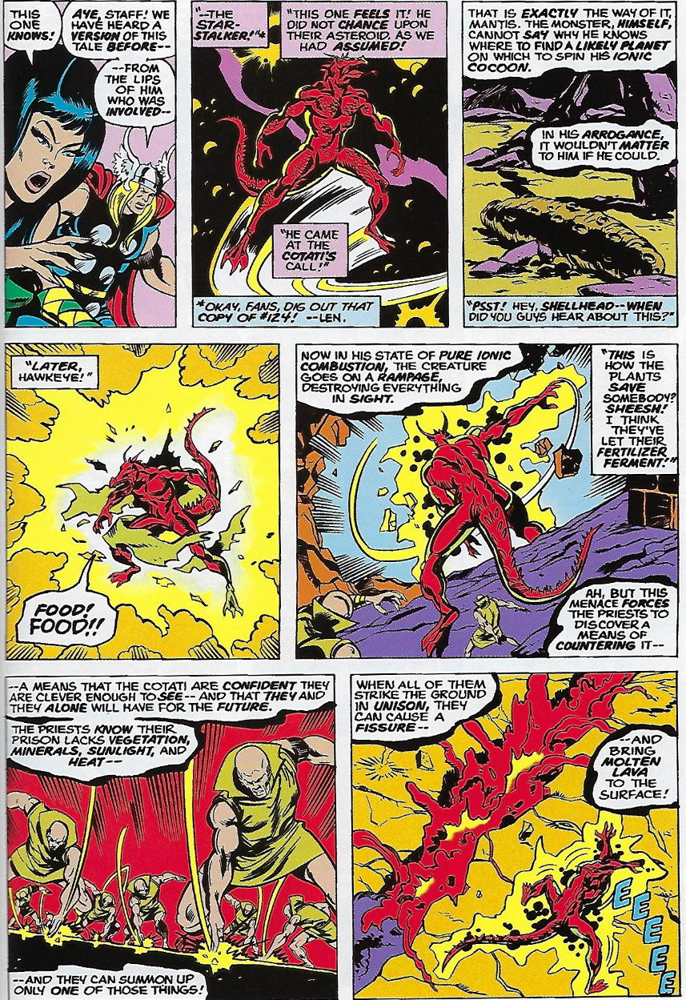 THIS
ONE
KNOWS!
AYE, STAFF! WE
HAVE HEARD A
VERSION OF THIS
TALE BEFORE--
--FROM
THE LIPS
OF HIM
WHO WAS
INVOLVED--
"--THE
STAR-
STALKER!"*
"THIS ONE FEELS IT! HE
DID NOT CHANCE UPON
THEIR ASTEROID, AS WE
HAD ASSUMED!
"HE CAME
AT THE
COTATI'S
CALL!"
*OKAY, FANS, DIG OUT THAT
COPY OF #124! --LEN.
THAT IS EXACTLY THE WAY OF IT,
MANTIS. THE MONSTER, HIMSELF,
CANNOT SAY WHY HE KNOWS
WHERE TO FIND A LIKELY PLANET
ON WHICH TO SPIN HIS IONIC
COCOON.
IN HIS ARROGANCE,
IT WOULDN'T MATTER
TO HIM IF HE COULD.
"PSST! HEY, SHELLHEAD--WHEN
DID YOU GUYS HEAR ABOUT THIS?"
"LATER,
HAWKEYE!"
FOOD!
FOOD!!
NOW IN HIS STATE OF PURE IONIC
COMBUSTION, THE CREATURE
GOES ON A RAMPAGE,
DESTROYING EVERYTHING
IN SIGHT.
"THIS IS
HOW THE
PLANTS
SAVE
SOMEBODY?
SHEESH!
I THINK
THEY'VE
LET THEIR
FERTILIZER
FERMENT!"
AH, BUT THIS
MENACE FORCES
THE PRIESTS TO
DISCOVER A
MEANS OF
COUNTERING IT--
--A MEANS THAT THE COTATI ARE CONFIDENT THEY
ARE CLEVER ENOUGH TO SEE-- AND THAT THEY AND
THEY ALONE WILL HAVE FOR THE FUTURE.
THE PRIESTS KNOW THEIR
PRISON LACKS VEGETATION,
MINERALS, SUNLIGHT, AND
HEAT--
--AND THEY CAN SUMMON UP
ONLY ONE OF THOSE THINGS!
WHEN ALL OF THEM
STRIKE THE GROUND
IN UNISON, THEY
CAN CAUSE A
FISSURE--
--AND
BRING
MOLTEN
LAVA
TO THE
SURFACE!
EEEEE